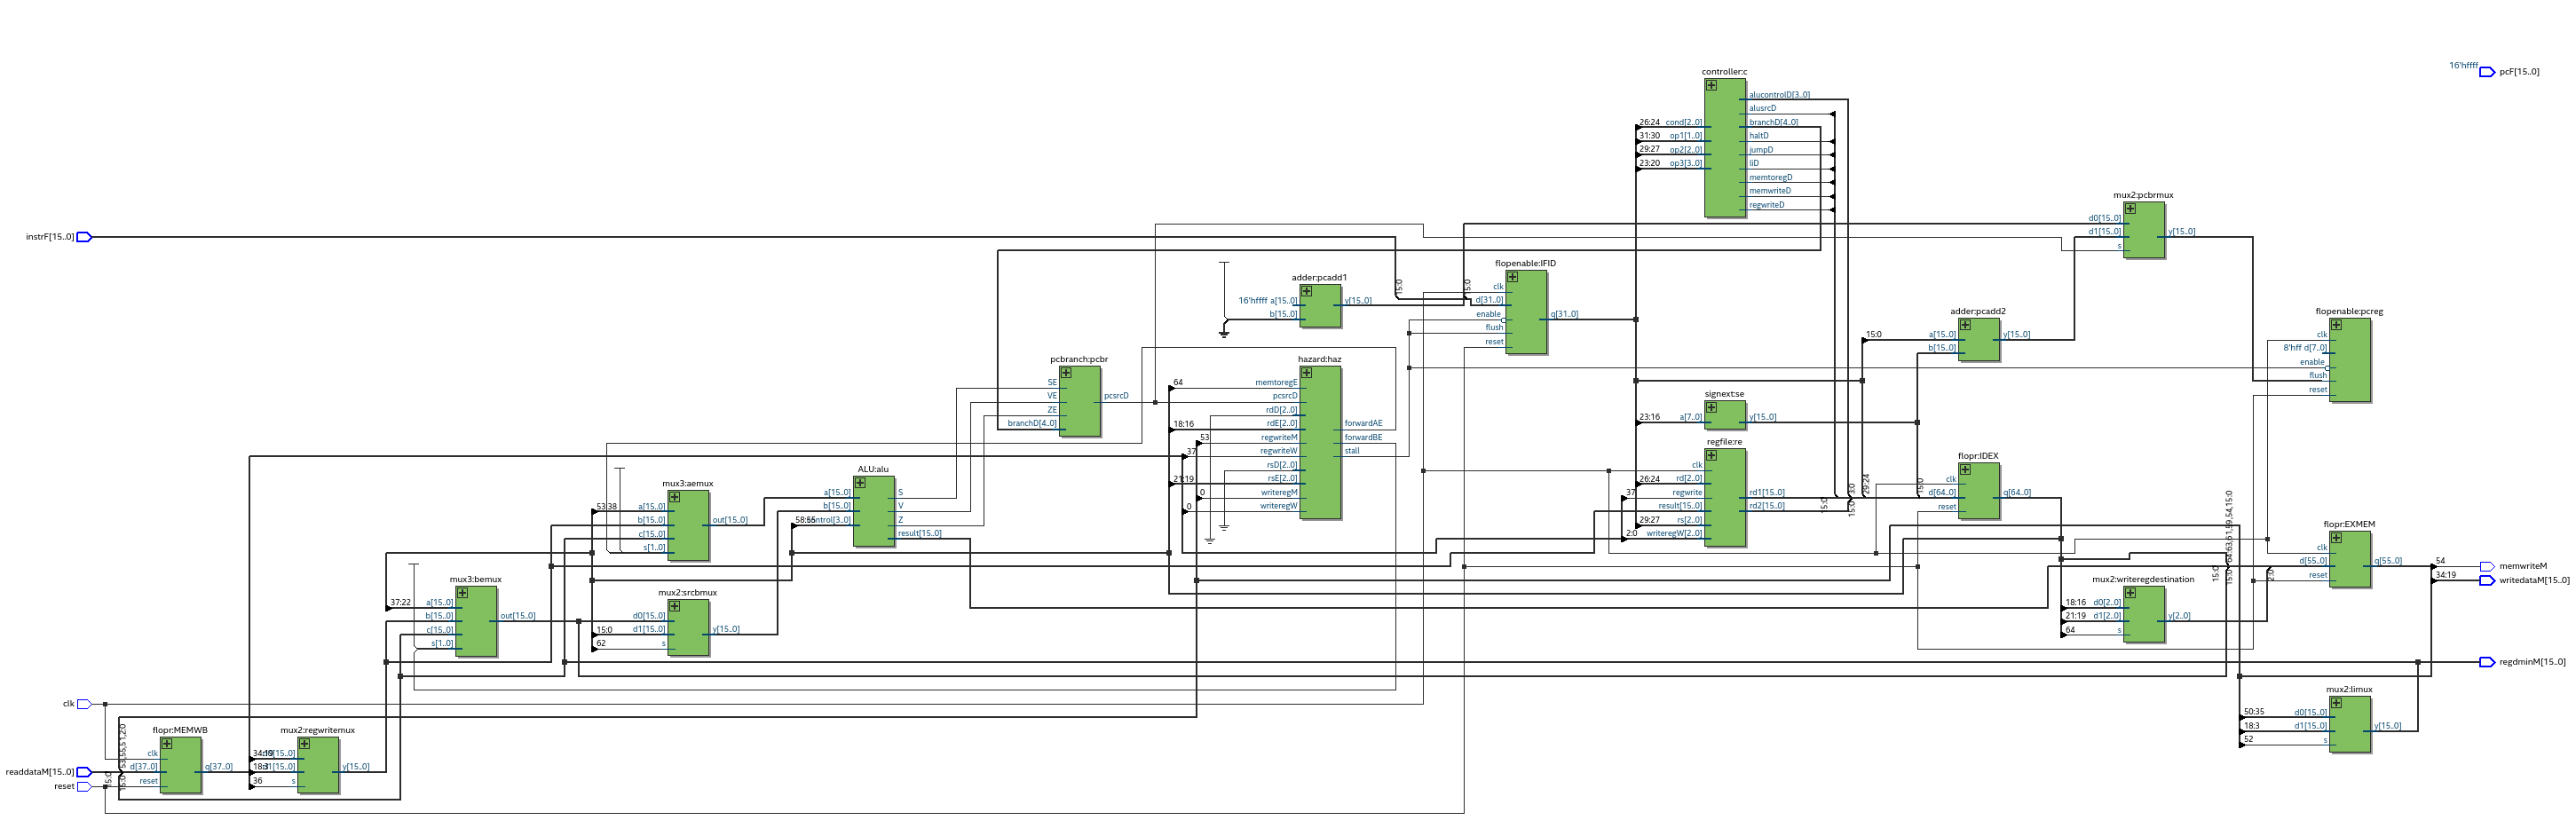 controller:c
cond[2..0]
op1[1..0]
op2[2..0]
op3[3..0]
26:24
31:30
29:27
23:20
alucontrolD[3..0]
alusrcD
branchD[4..0]
haltD
jumpD
liD
memtoregD
memwriteD
regwriteD
16'hffff
pcF[15..0]
mux2:pcbrmux
d0[15..0]
d1[15..0]
s
y[15..0]
instrF[15..0]
adder:pcadd1
16'hffff a[15..0]
b[15..0]
y[15..0]
15:0
15:0
flopenable:IFID
clk
d[31..0]
enable
flush
reset
q[31..0]
adder:pcadd2
15:0
a[15..0]
b[15..0]
y[15..0]
flopenable:pcreg
clk
8'hff d[7..0]
enable
flush
reset
pcbranch:pcbr
SE
VE
ZE
branchD[4..0]
pcsrcD
hazard:haz
64
18:16
53
37
21:19
0
0
memtoregE
pcsrcD
rdD[2..0]
rdE[2..0]
regwriteM
regwriteW
rsD[2..0]
rsE[2..0]
writeregM
writeregW
forwardAE
forwardBE
stall
signext:se
23:16
a[7..0]
y[15..0]
regfile:re
26:24
37
29:27
2:0
clk
rd[2..0]
regwrite
result[15..0]
rs[2..0]
writeregW[2..0]
rd1[15..0]
rd2[15..0]
15:0
15:0
3:0
29:24
15:0
flopr:IDEX
clk
d[64..0]
reset
q[64..0]
ALU:alu
a[15..0]
b[15..0]
58:55
control[3..0]
S
V
Z
result[15..0]
mux3:aemux
53:38
a[15..0]
b[15..0]
c[15..0]
s[1..0]
out[15..0]
mux3:bemux
37:22
a[15..0]
b[15..0]
c[15..0]
s[1..0]
out[15..0]
mux2:srcbmux
15:0
62
d0[15..0]
d1[15..0]
s
y[15..0]
mux2:writeregdestination
18:16
21:19
64
d0[2..0]
d1[2..0]
s
y[2..0]
15:0
2:0
flopr:EXMEM
clk
d[55..0]
reset
q[55..0]
54
34:19
memwriteM
writedataM[15..0]
regdminM[15..0]
mux2:limux
50:35
18:3
52
d0[15..0]
d1[15..0]
s
y[15..0]
clk
readdataM[15..0]
reset
15:0
flopr:MEMWB
clk
d[37..0]
reset
q[37..0]
mux2:regwritemux
34:19
18:3
36
s
y[15..0]